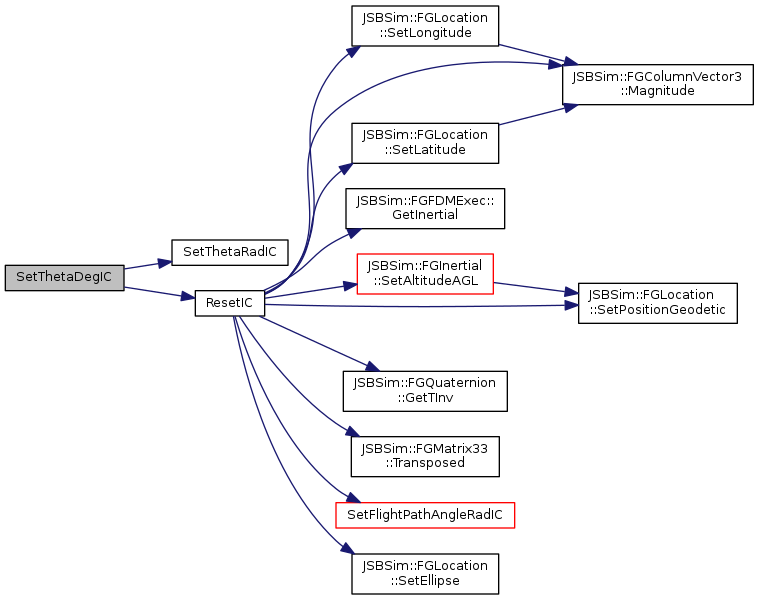 SetThetaDegIC
SetThetaRadIC
ResetIC
JSBSim::FGLocation
::SetLongitude
JSBSim::FGLocation
::SetLatitude
JSBSim::FGFDMExec::
GetInertial
JSBSim::FGInertial
::SetAltitudeAGL
JSBSim::FGQuaternion
::GetTInv
JSBSim::FGMatrix33
::Transposed
SetFlightPathAngleRadIC
JSBSim::FGLocation
::SetEllipse
JSBSim::FGColumnVector3
::Magnitude
JSBSim::FGLocation
::SetPositionGeodetic